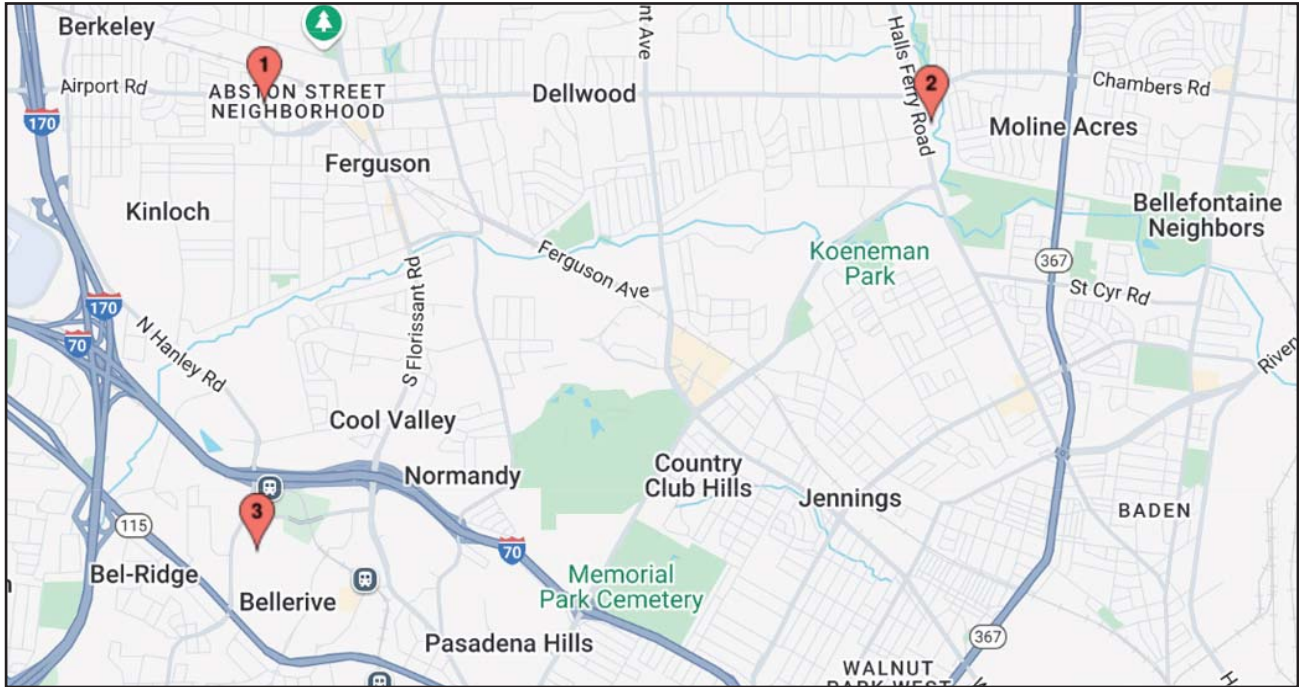 Berkeley
1
Airport Rd
ABSTON STREET
NEIGHBORHOOD
170
Dellwood
Halls Ferry Road
2
Chambers Rd
Moline Acres
Ferguson
Kinloch
Bellefontaine
Neighbors
Koeneman
Park
Ferguson Ave
367
St Cyr Rd
170
70
N Hanley Rd
S Florissant Rd
Cool Valley
Normandy
Country
Club Hills
Jennings
BADEN
3
115
70
Bel-Ridge
Bellerive
Memorial
Park Cemetery
Pasadena Hills
367
WALNUT
PARK WEST